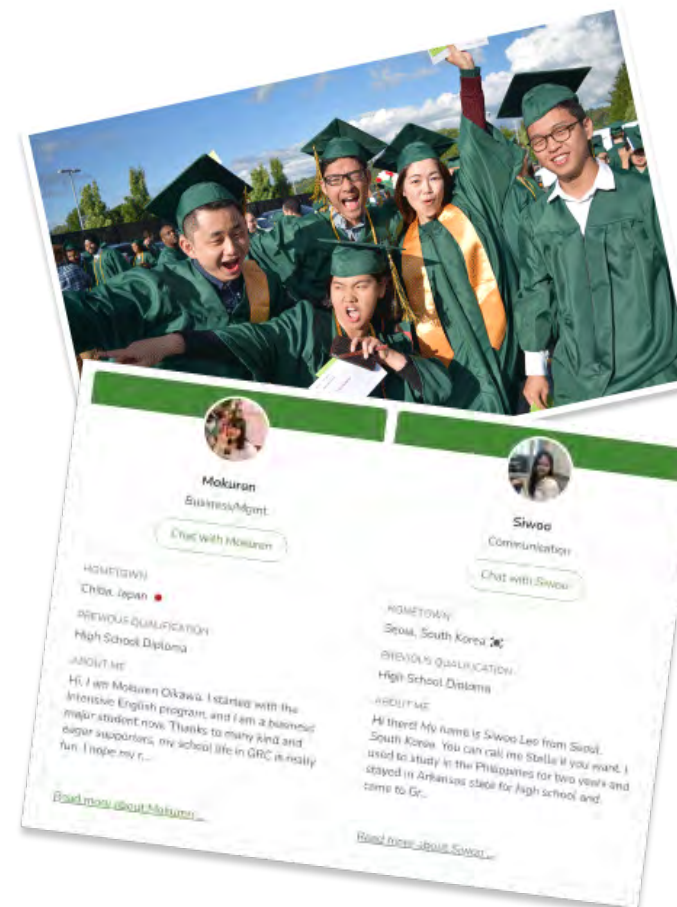 Mokuren
Business/Mgmt.
Chat with Mokuren
HOMETOWN
Chiba, Japan
PREVIOUS QUALIFICATION
High School Diploma
ABOUT ME
Hi, I am Mokuren Oikawa. I started with the
Intensive English program, and I am a business
major student now. Thanks to many kind and
eager supporters, my school life in GRC is really
fun. I hope my r...
Read more about Mokuren...
Siwoo
Communication
Chat with Siwoo
HOMETOWN
Seoul, South Korea
PREVIOUS QUALIFICATION
High School Diploma
ABOUT ME
Hi there! My name is Siwoo Leo from Seoul,
South Korea. You can call me Stella if you want. I
used to study in the Philippines for two years and
stayed in Arkansas state for high school and
came to Gr...
Read more about Siwoo...